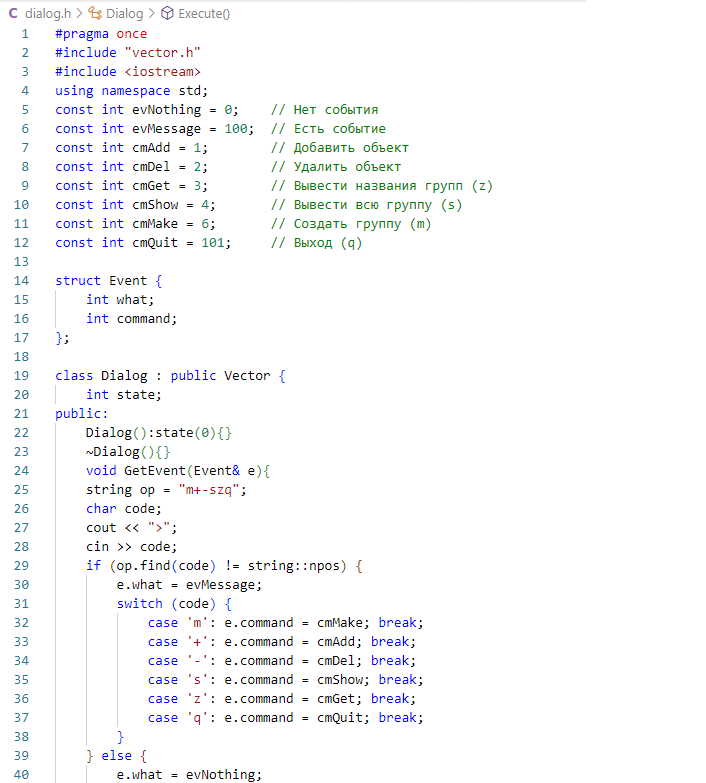 dialog.h > Dialog > Execute()
1 #pragma once
2 #include "vector.h"
3 #include <iostream>
4 using namespace std;
5 const int evNothing = 0;    // Нет события
6 const int evMessage = 100;  // Есть событие
7 const int cmAdd = 1;        // Добавить объект
8 const int cmDel = 2;        // Удалить объект
9 const int cmGet = 3;        // Вывести названия групп (z)
10 const int cmShow = 4;       // Вывести всю группу (s)
11 const int cmMake = 6;       // Создать группу (m)
12 const int cmQuit = 101;     // Выход (q)
13
14 struct Event {
15     int what;
16     int command;
17 };
18
19 class Dialog : public Vector {
20     int state;
21 public:
22     Dialog():state(0){}
23     ~Dialog(){}
24     void GetEvent(Event& e){
25     string op = "m+-szq";
26     char code;
27     cout << ">";
28     cin >> code;
29     if (op.find(code) != string::npos) {
30         e.what = evMessage;
31         switch (code) {
32             case 'm': e.command = cmMake; break;
33             case '+': e.command = cmAdd; break;
34             case '-': e.command = cmDel; break;
35             case 's': e.command = cmShow; break;
36             case 'z': e.command = cmGet; break;
37             case 'q': e.command = cmQuit; break;
38         }
39     } else {
40         e.what = evNothing;